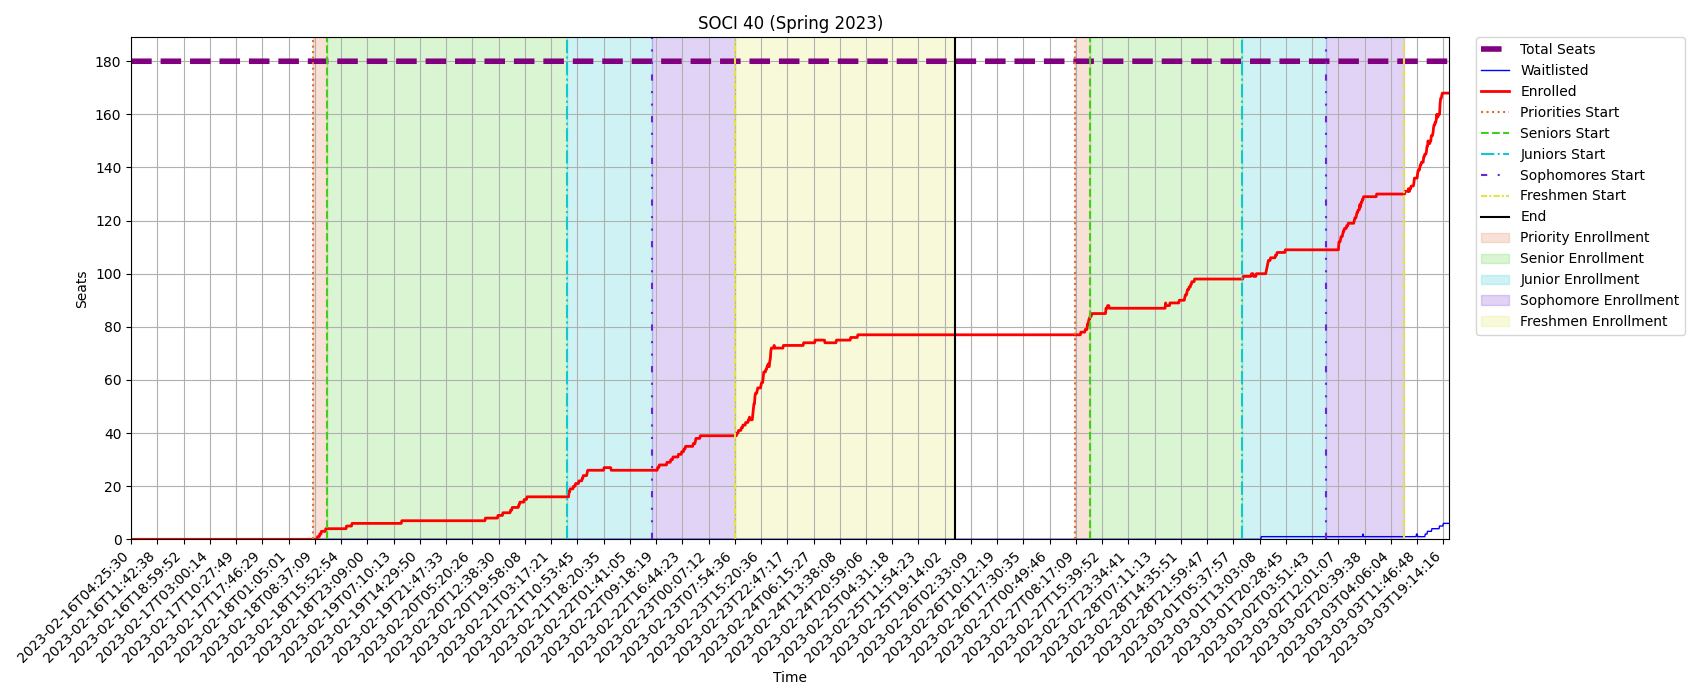 SOCI 40 (Spring 2023)
Seats
180
160
140
120
100
80
60
40
20
0
2023-02-16T04:25:30
2023-02-16T11:42:38
2023-02-16T18:59:52
2023-02-17T03:00:14
2023-02-17T10:27:49
2023-02-17T17:46:29
2023-02-18T01:05:01
2023-02-18T08:37:09
2023-02-18T15:52:54
2023-02-18T23:09:00
2023-02-19T07:10:13
2023-02-19T14:29:50
2023-02-19T21:47:33
2023-02-20T05:20:26
2023-02-20T12:38:30
2023-02-20T19:58:08
2023-02-21T03:17:21
2023-02-21T10:53:45
2023-02-21T18:20:35
2023-02-22T01:41:05
2023-02-22T09:18:19
2023-02-22T16:44:23
2023-02-23T00:07:12
2023-02-23T07:54:36
2023-02-23T15:20:36
2023-02-23T22:47:17
2023-02-24T06:15:27
2023-02-24T13:38:08
2023-02-24T20:59:06
2023-02-25T04:31:18
2023-02-25T11:54:23
2023-02-25T19:14:02
2023-02-26T02:33:09
2023-02-26T10:12:19
2023-02-26T17:30:35
2023-02-27T00:49:46
2023-02-27T08:17:09
2023-02-27T15:39:52
2023-02-27T23:34:41
2023-02-28T07:11:13
2023-02-28T14:35:51
2023-02-28T21:59:47
2023-03-01T05:37:57
2023-03-01T13:03:08
2023-03-01T20:28:45
2023-03-02T03:51:43
2023-03-02T12:01:07
2023-03-02T20:39:38
2023-03-03T04:06:04
2023-03-03T11:46:48
2023-03-03T19:14:16
Time
Total Seats
Waitlisted
Enrolled
Priorities Start
Seniors Start
Juniors Start
Sophomores Start
Freshmen Start
End
Priority Enrollment
Senior Enrollment
Junior Enrollment
Sophomore Enrollment
Freshmen Enrollment